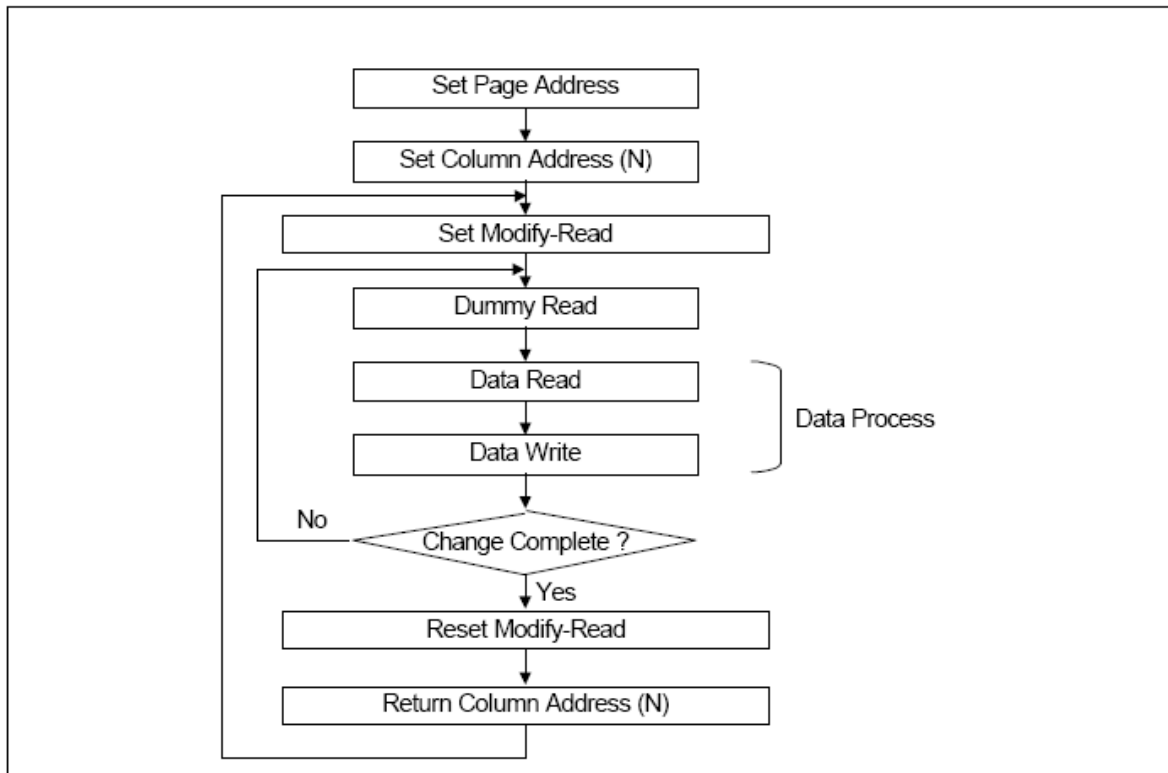 Set Page Address
Set Column Address (N)
Set Modify-Read
Dummy Read
Data Read
Data Process
Data Write
No
Change Complete ?
Yes
Reset Modify-Read
Return Column Address (N)